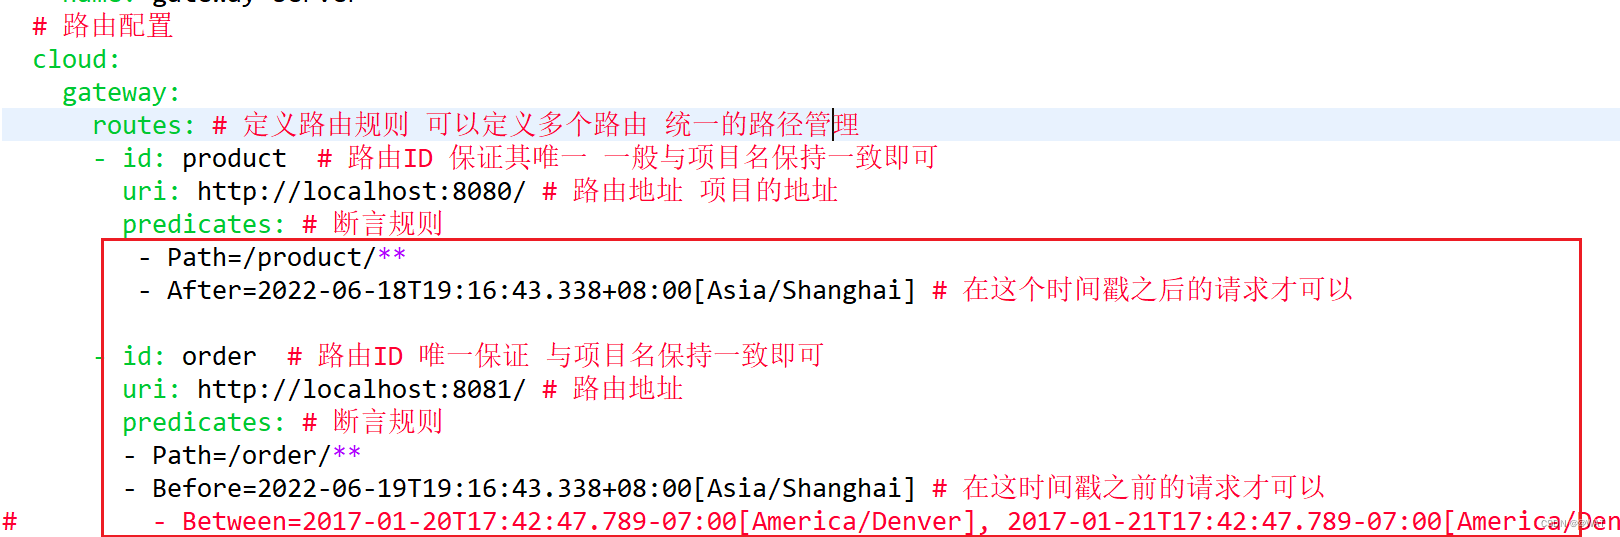 name: gateway-server
# 路由配置
cloud:
gateway:
routes: # 定义路由规则 可以定义多个路由 统一的路径管理
- id: product # 路由ID 保证其唯一 一般与项目名保持一致即可
uri: http://localhost:8080/ # 路由地址 项目的地址
predicates: # 断言规则
- Path=/product/**
- After=2022-06-18T19:16:43.338+08:00[Asia/Shanghai] # 在这个时间戳之后的请求才可以
- id: order # 路由ID 唯一保证 与项目名保持一致即可
uri: http://localhost:8081/ # 路由地址
predicates: # 断言规则
- Path=/order/**
- Before=2022-06-19T19:16:43.338+08:00[Asia/Shanghai] # 在这时间戳之前的请求才可以
# - Between=2017-01-20T17:42:47.789-07:00[America/Denver], 2017-01-21T17:42:47.789-07:00[America/Den